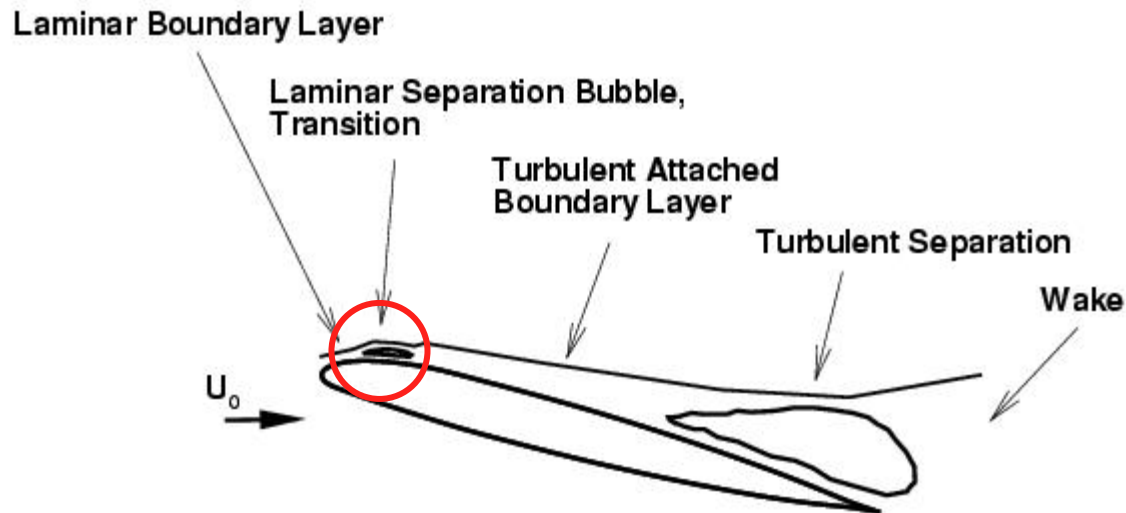 Laminar Boundary Layer
Laminar Separation Bubble,
Transition
Turbulent Attached
Boundary Layer
Turbulent Separation
Wake
U₀